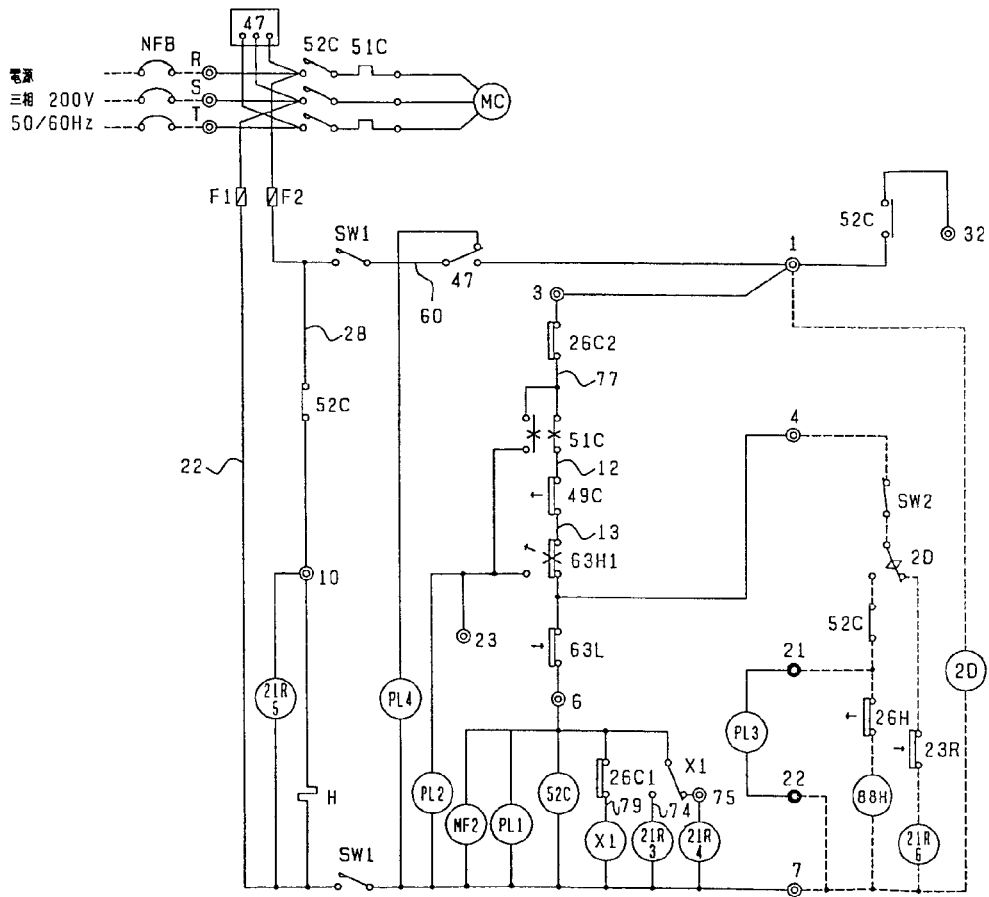 47
NFB
R
52C
51C
電源
三相 200V
S
MC
50/60Hz
T
F1
F2
52C
32
SW1
1
47
60
3
28
26C2
77
52C
4
51C
22
12
49C
SW2
13
63H1
2D
10
52C
23
63L
21
2D
21R
5
PL4
6
26H
PL3
23R
X1
26C1
22
H
PL2
52C
79
74
75
88H
MF2
PL1
X1
21R
3
21R
4
21R
6
SW1
7